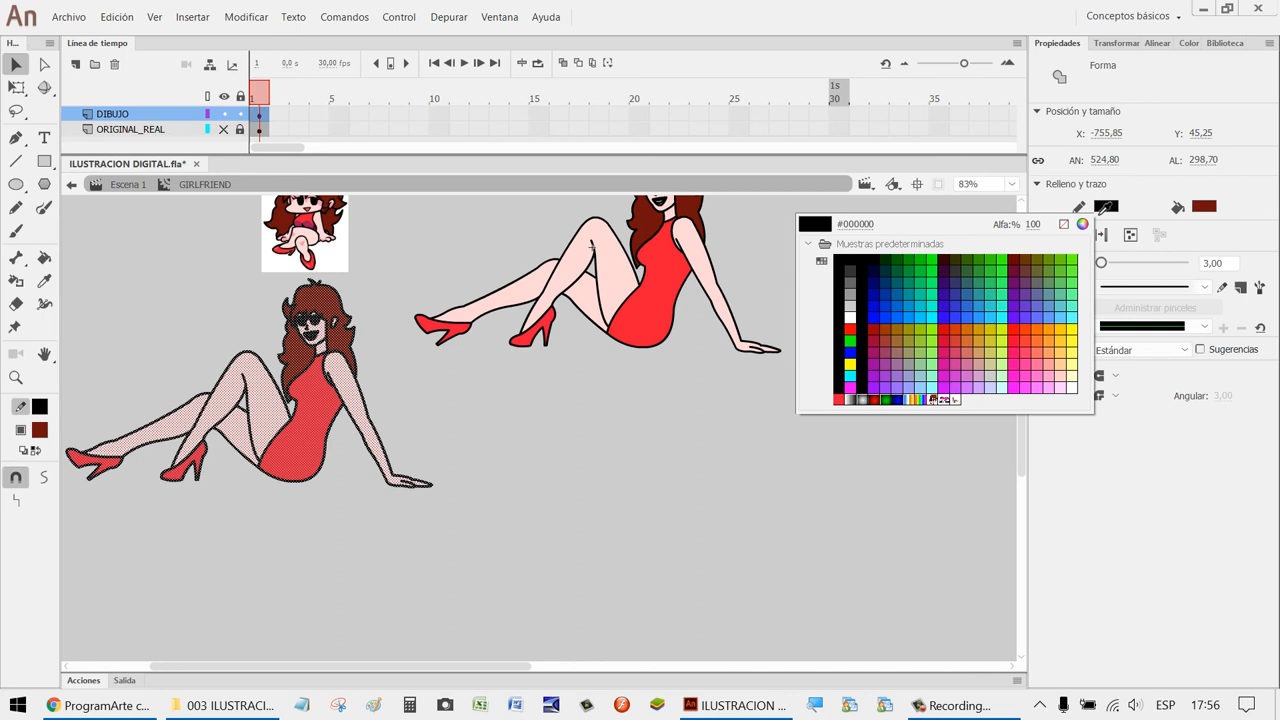 An Archivo Edición Ver Insertar Modificar Texto Comandos Control Depurar Ventana Ayuda Conceptos básicos
H... Línea de tiempo Propiedades Transformar Alinear Color Biblioteca
1 0,0 s 30,00 fps Forma
1s
1 5 10 15 20 25 30 35
Posición y tamaño
DIBUJO
ORIGINAL_REAL
X: -755,85 Y: 45,25
AN: 524,80 AL: 298,70
ILUSTRACION DIGITAL.fla*
Escena 1 GIRLFRIEND 83%
Relleno y trazo
#000000 Alfa:% 100
Muestras predeterminadas
3,00
Administrar pinceles
Estándar Sugerencias
Angular: 3,00
Acciones Salida
ProgramArte c... 003 ILUSTRACI... ILUSTRACION ... Recording... ESP 17:56